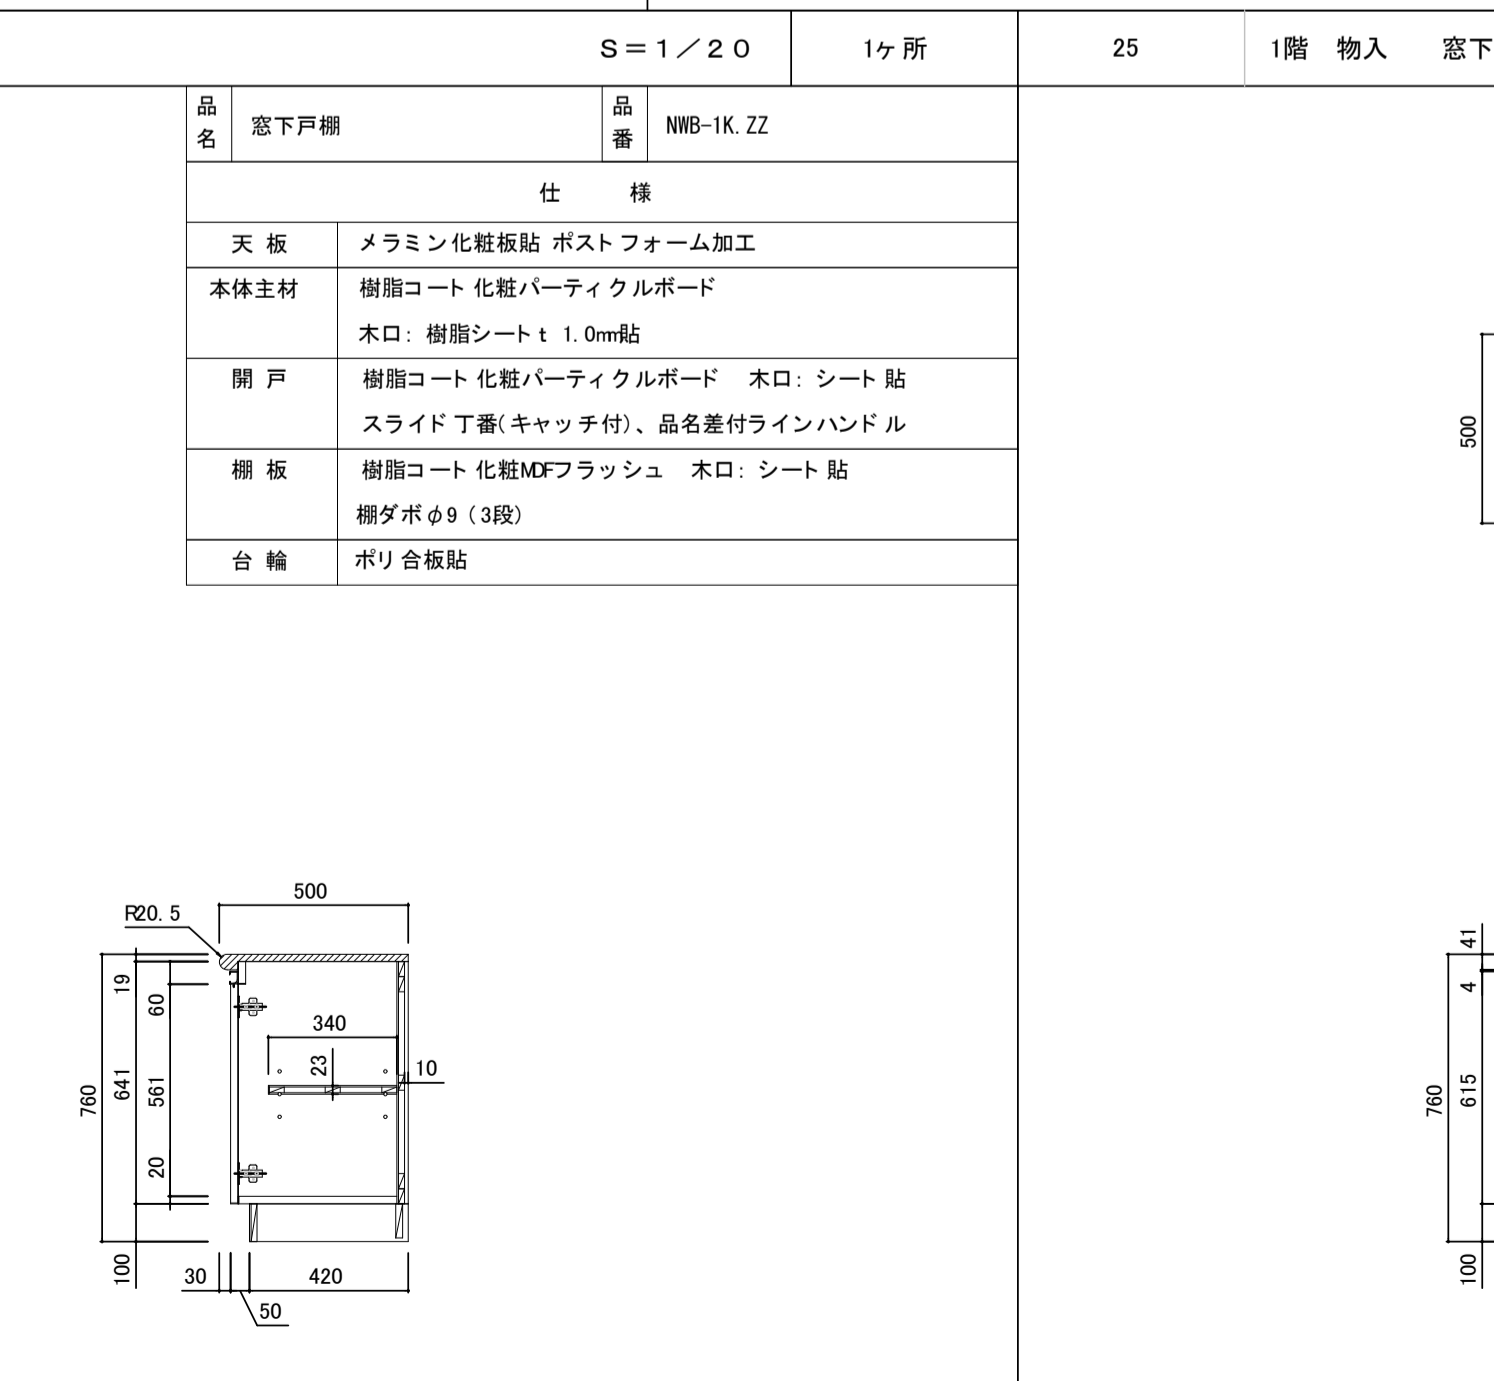 S＝1／20 1ヶ所 25 1階 物入 窓下
品名 窓下戸棚 品番 NWB-1K.ZZ
仕 様
天 板 メラミン化粧板貼 ポストフォーム加工
本体主材 樹脂コート化粧パーティクルボード
木口: 樹脂シートt 1.0mm貼
開 戸 樹脂コート化粧パーティクルボード 木口: シート貼
スライド丁番(キャッチ付)、品名差付ラインハンドル
棚 板 樹脂コート化粧MDFフラッシュ 木口: シート貼
棚ダボφ9 (3段)
台 輪 ポリ合板貼
500
500
R20.5
19
60
340
23
10
760
641
561
20
100
30
420
50
41
4
760
615
100